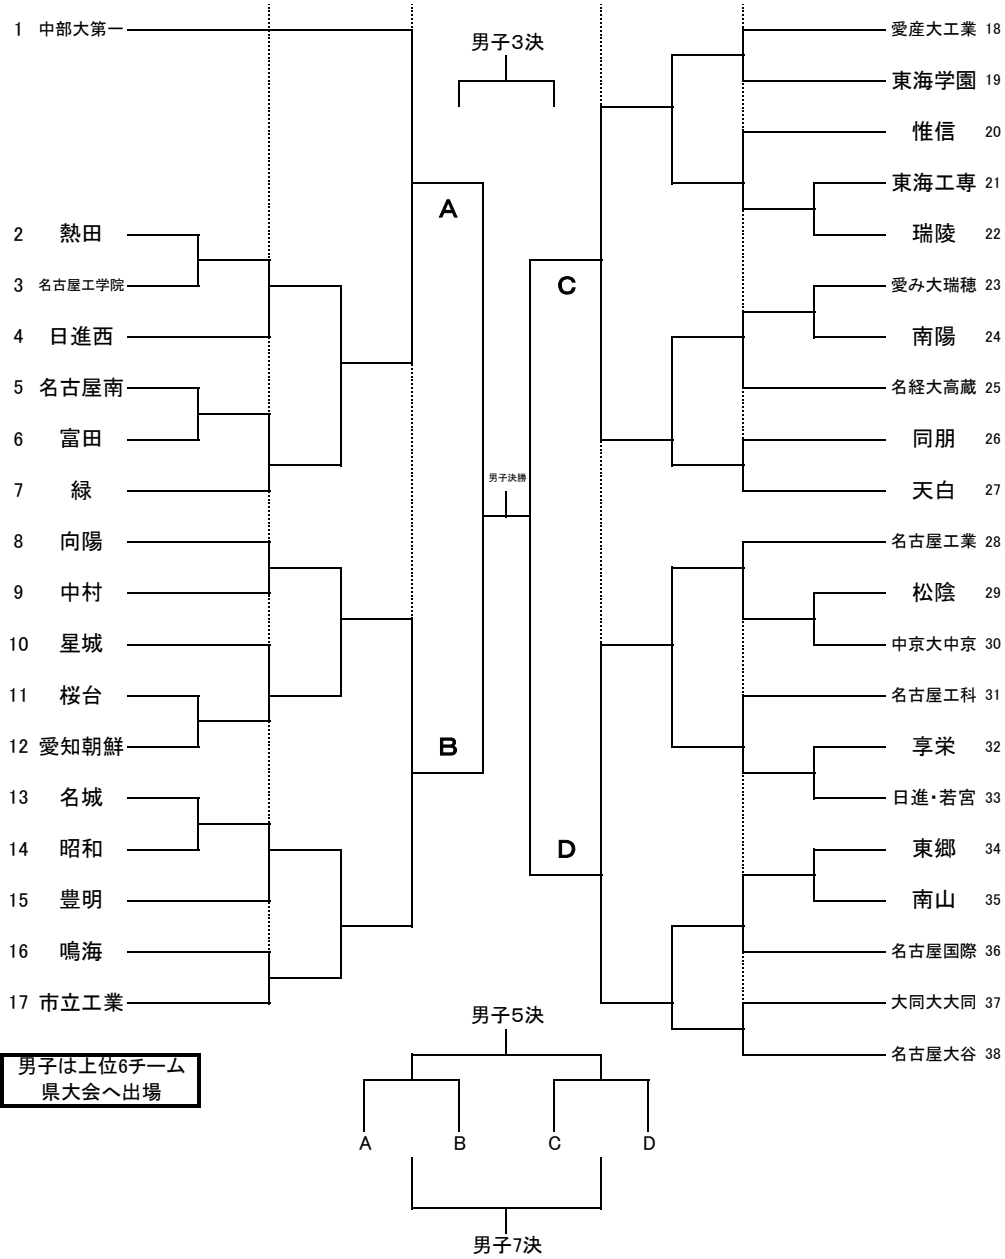 1 中部大第一
2 熱田
3 名古屋工学院
4 日進西
5 名古屋南
6 富田
7 緑
8 向陽
9 中村
10 星城
11 桜台
12 愛知朝鮮
13 名城
14 昭和
15 豊明
16 鳴海
17 市立工業
男子は上位6チーム
県大会へ出場
男子3決
A
B
男子決勝
C
D
男子5決
A B C D
男子7決
愛産大工業 18
東海学園 19
惟信 20
東海工専 21
瑞陵 22
愛み大瑞穂 23
南陽 24
名経大高蔵 25
同朋 26
天白 27
名古屋工業 28
松陰 29
中京大中京 30
名古屋工科 31
享栄 32
日進・若宮 33
東郷 34
南山 35
名古屋国際 36
大同大大同 37
名古屋大谷 38